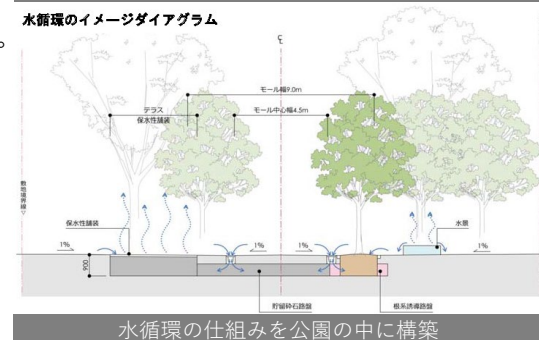 水循環のイメージダイアグラム
。
℄
モール幅9.0m
テラス
保水性舗装
モール中心幅4.5m
敷地境界線▽
保水性舗装
水景
1%
1%
1%
1%
900
貯留砕石路盤
根系誘導路盤
水循環の仕組みを公園の中に構築